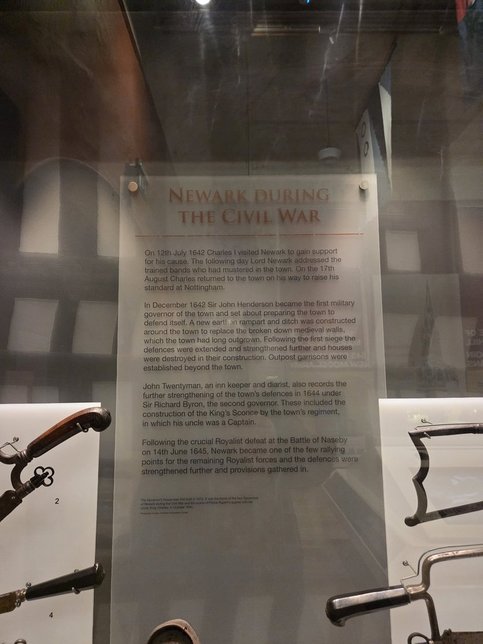 NEWARK DURING
THE CIVIL WAR
On 12th July 1642 Charles I visited Newark to gain support
for his cause. The following day Lord Newark addressed the
trained bands who had mustered in the town. On the 17th
August Charles returned to the town on his way to raise his
standard at Nottingham.
In December 1642 Sir John Henderson became the first military
governor of the town and set about preparing the town to
defend itself. A new earthen rampart and ditch was constructed
around the town to replace the broken down medieval walls,
which the town had long outgrown. Following the first siege the
defences were extended and strengthened further and houses
were destroyed in their construction. Outpost garrisons were
established beyond the town.
John Twentyman, an inn keeper and diarist, also records the
further strengthening of the town's defences in 1644 under
Sir Richard Byron, the second governor. These included the
construction of the King's Sconne by the town's regiment,
in which his uncle was a Captain.
Following the crucial Royalist defeat at the Battle of Naseby
on 14th June 1645, Newark became one of the few rallying
points for the remaining Royalist forces and the defences were
strengthened further and provisions gathered in.
2
4
6